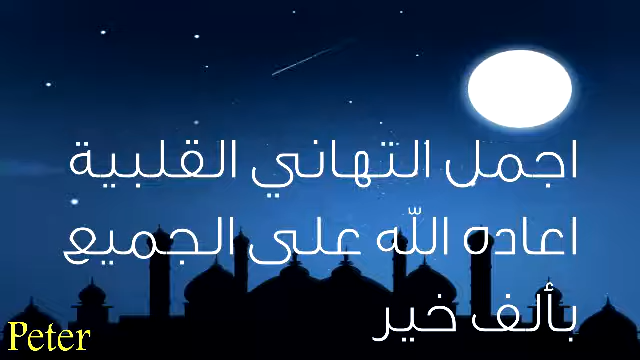 اجمل التهاني القلبية
اعاده الله على الجميع
بألف خير
Peter